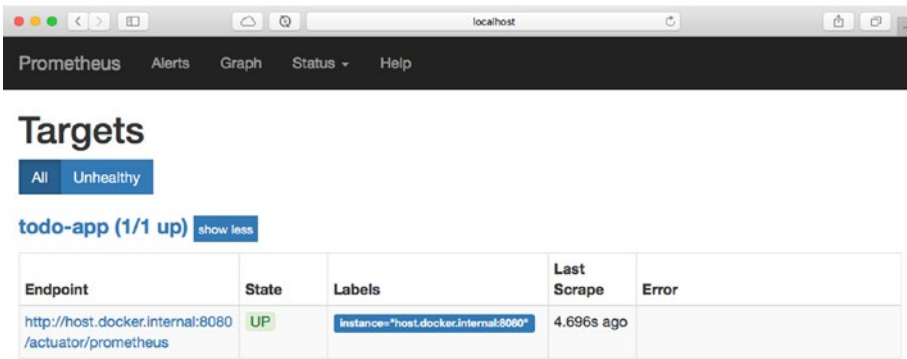 localhost
Prometheus Alerts Graph Status Help
Targets
All Unhealthy
todo-app (1/1 up) show less
Endpoint State Labels Last Scrape Error
http://host.docker.internal:8080 UP instance="host.docker.internal:8080" 4.696s ago
/actuator/prometheus